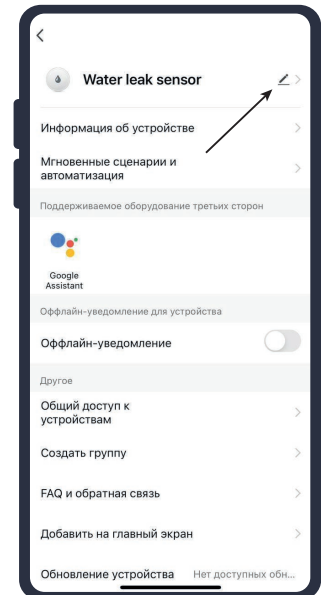 Water leak sensor
Информация об устройстве
Мгновенные сценарии и
автоматизация
Поддерживаемое оборудование третьих сторон
Google
Assistant
Оффлайн-уведомление для устройства
Оффлайн-уведомление
Другое
Общий доступ к
устройствам
Создать группу
FAQ и обратная связь
Добавить на главный экран
Обновление устройства Нет доступных обн...